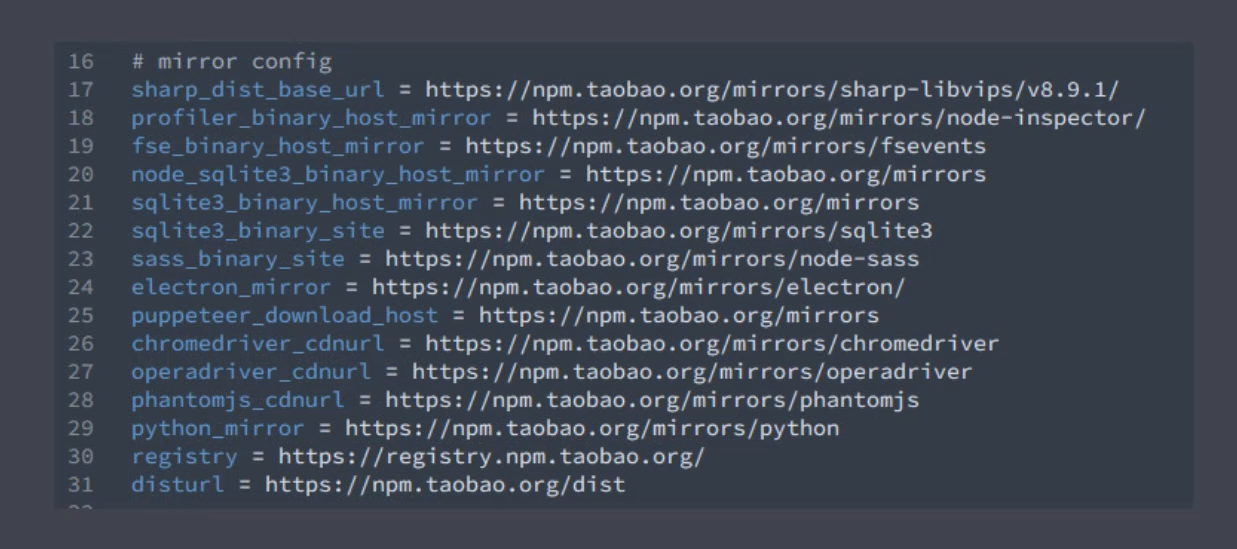 16 # mirror config
17 sharp_dist_base_url = https://npm.taobao.org/mirrors/sharp-libvips/v8.9.1/
18 profiler_binary_host_mirror = https://npm.taobao.org/mirrors/node-inspector/
19 fse_binary_host_mirror = https://npm.taobao.org/mirrors/fsevents
20 node_sqlite3_binary_host_mirror = https://npm.taobao.org/mirrors
21 sqlite3_binary_host_mirror = https://npm.taobao.org/mirrors
22 sqlite3_binary_site = https://npm.taobao.org/mirrors/sqlite3
23 sass_binary_site = https://npm.taobao.org/mirrors/node-sass
24 electron_mirror = https://npm.taobao.org/mirrors/electron/
25 puppeteer_download_host = https://npm.taobao.org/mirrors
26 chromedriver_cdnurl = https://npm.taobao.org/mirrors/chromedriver
27 operadriver_cdnurl = https://npm.taobao.org/mirrors/operadriver
28 phantomjs_cdnurl = https://npm.taobao.org/mirrors/phantomjs
29 python_mirror = https://npm.taobao.org/mirrors/python
30 registry = https://registry.npm.taobao.org/
31 disturl = https://npm.taobao.org/dist